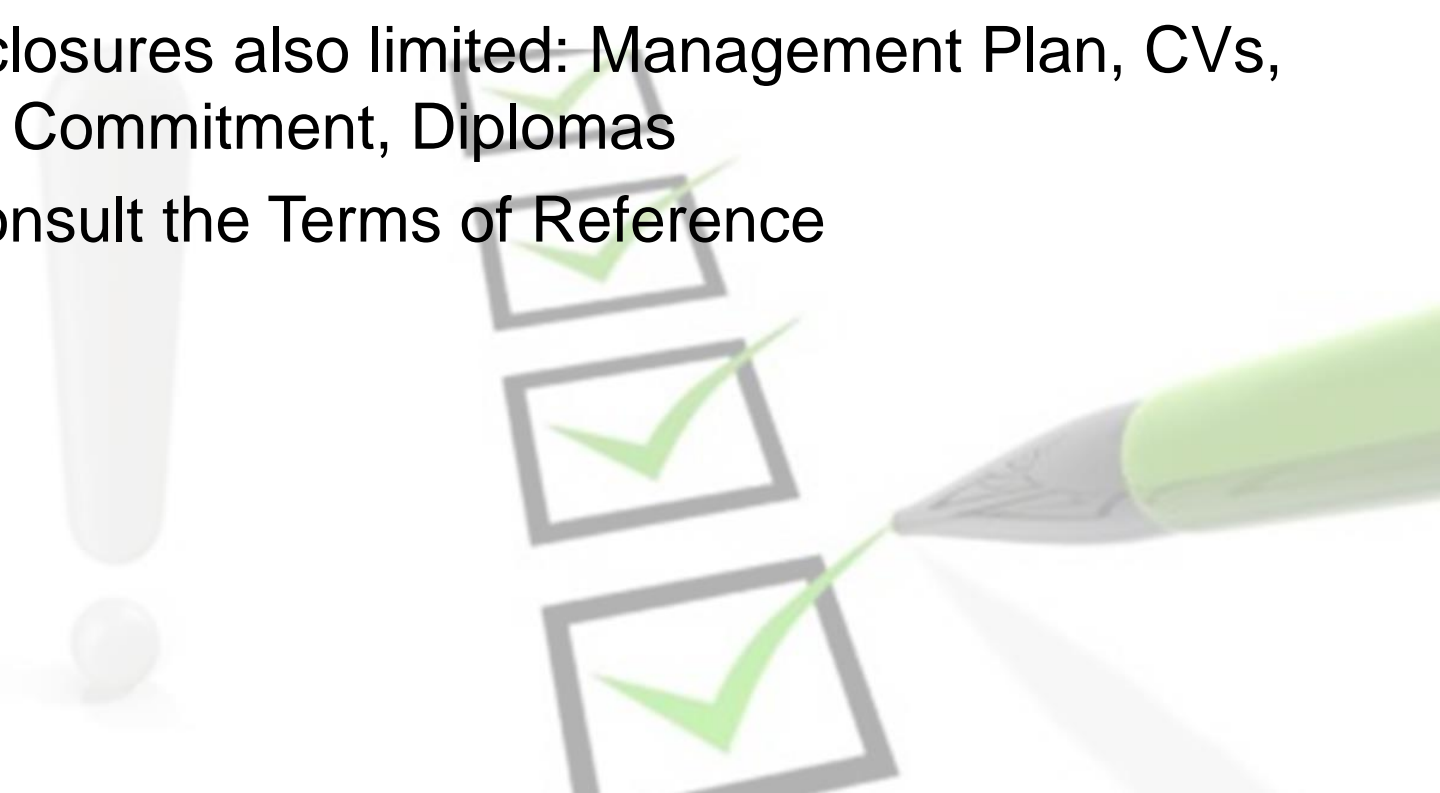 closures also limited: Management Plan, CVs,
Commitment, Diplomas
onsult the Terms of Reference